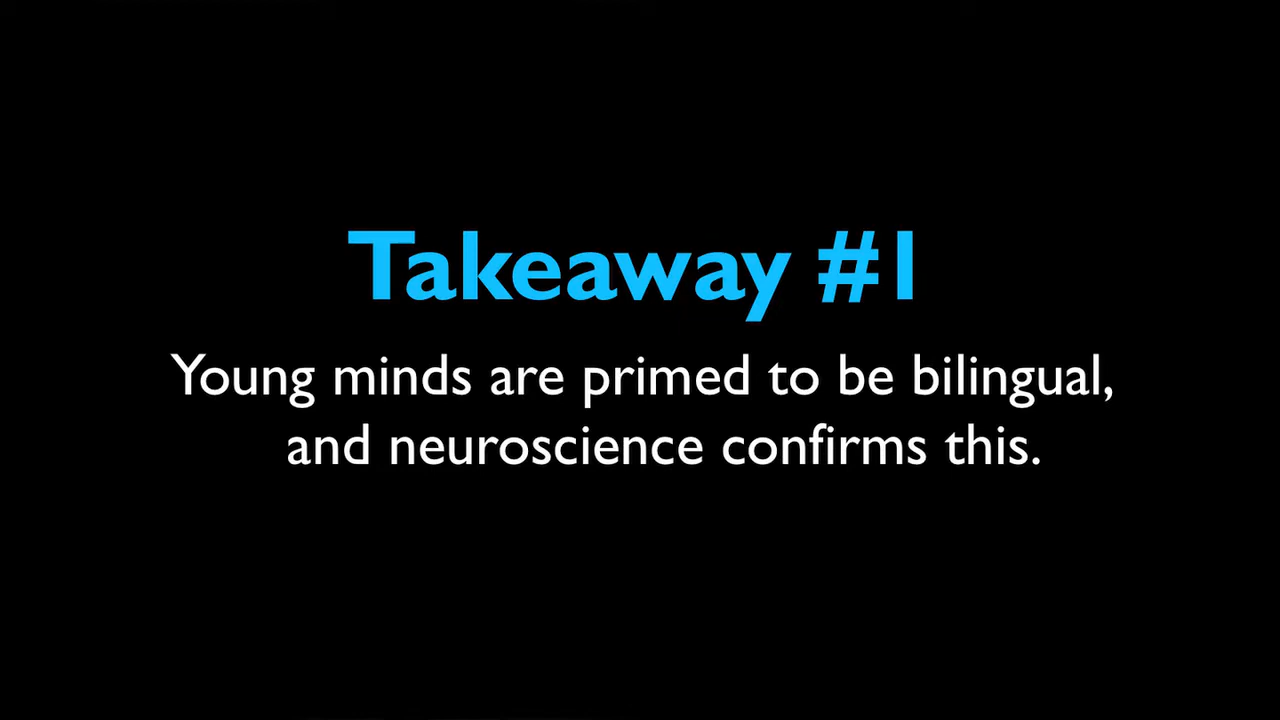 Takeaway #1
Young minds are primed to be bilingual,
and neuroscience confirms this.